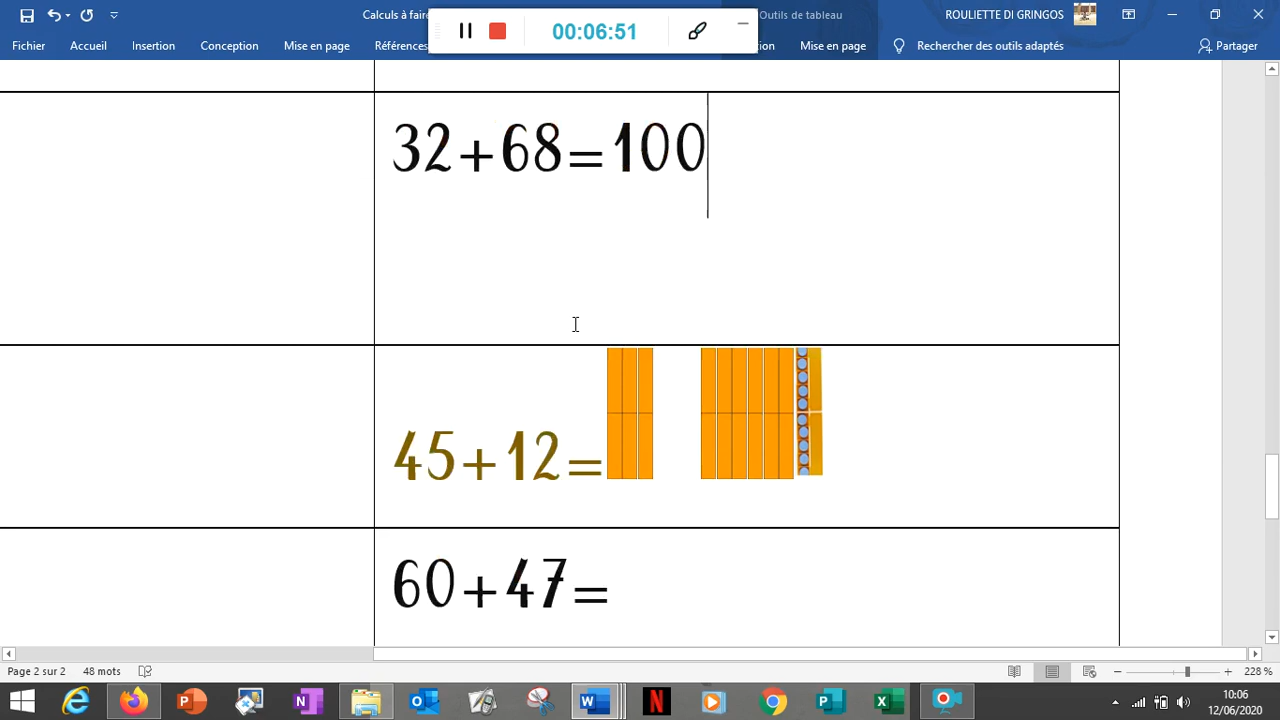 Calculs à faire
Outils de tableau
ROULIETTE DI GRINGOS
00:06:51
Fichier
Accueil
Insertion
Conception
Mise en page
Références
Mise en page
Rechercher des outils adaptés
Partager
32+68=100
45+12=
60+47=
Page 2 sur 2
48 mots
228 %
10:06
12/06/2020